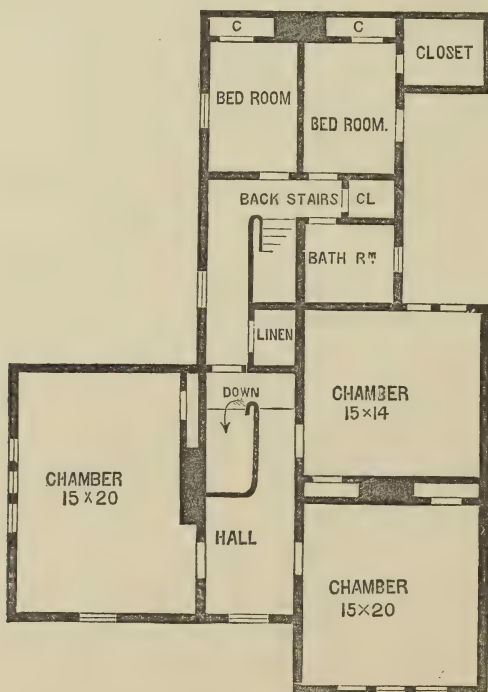 C
C
CLOSET
BED ROOM
BED ROOM.
BACK STAIRS
CL
BATH RM
LINEN
DOWN
CHAMBER
15×14
CHAMBER
15×20
HALL
CHAMBER
15×20